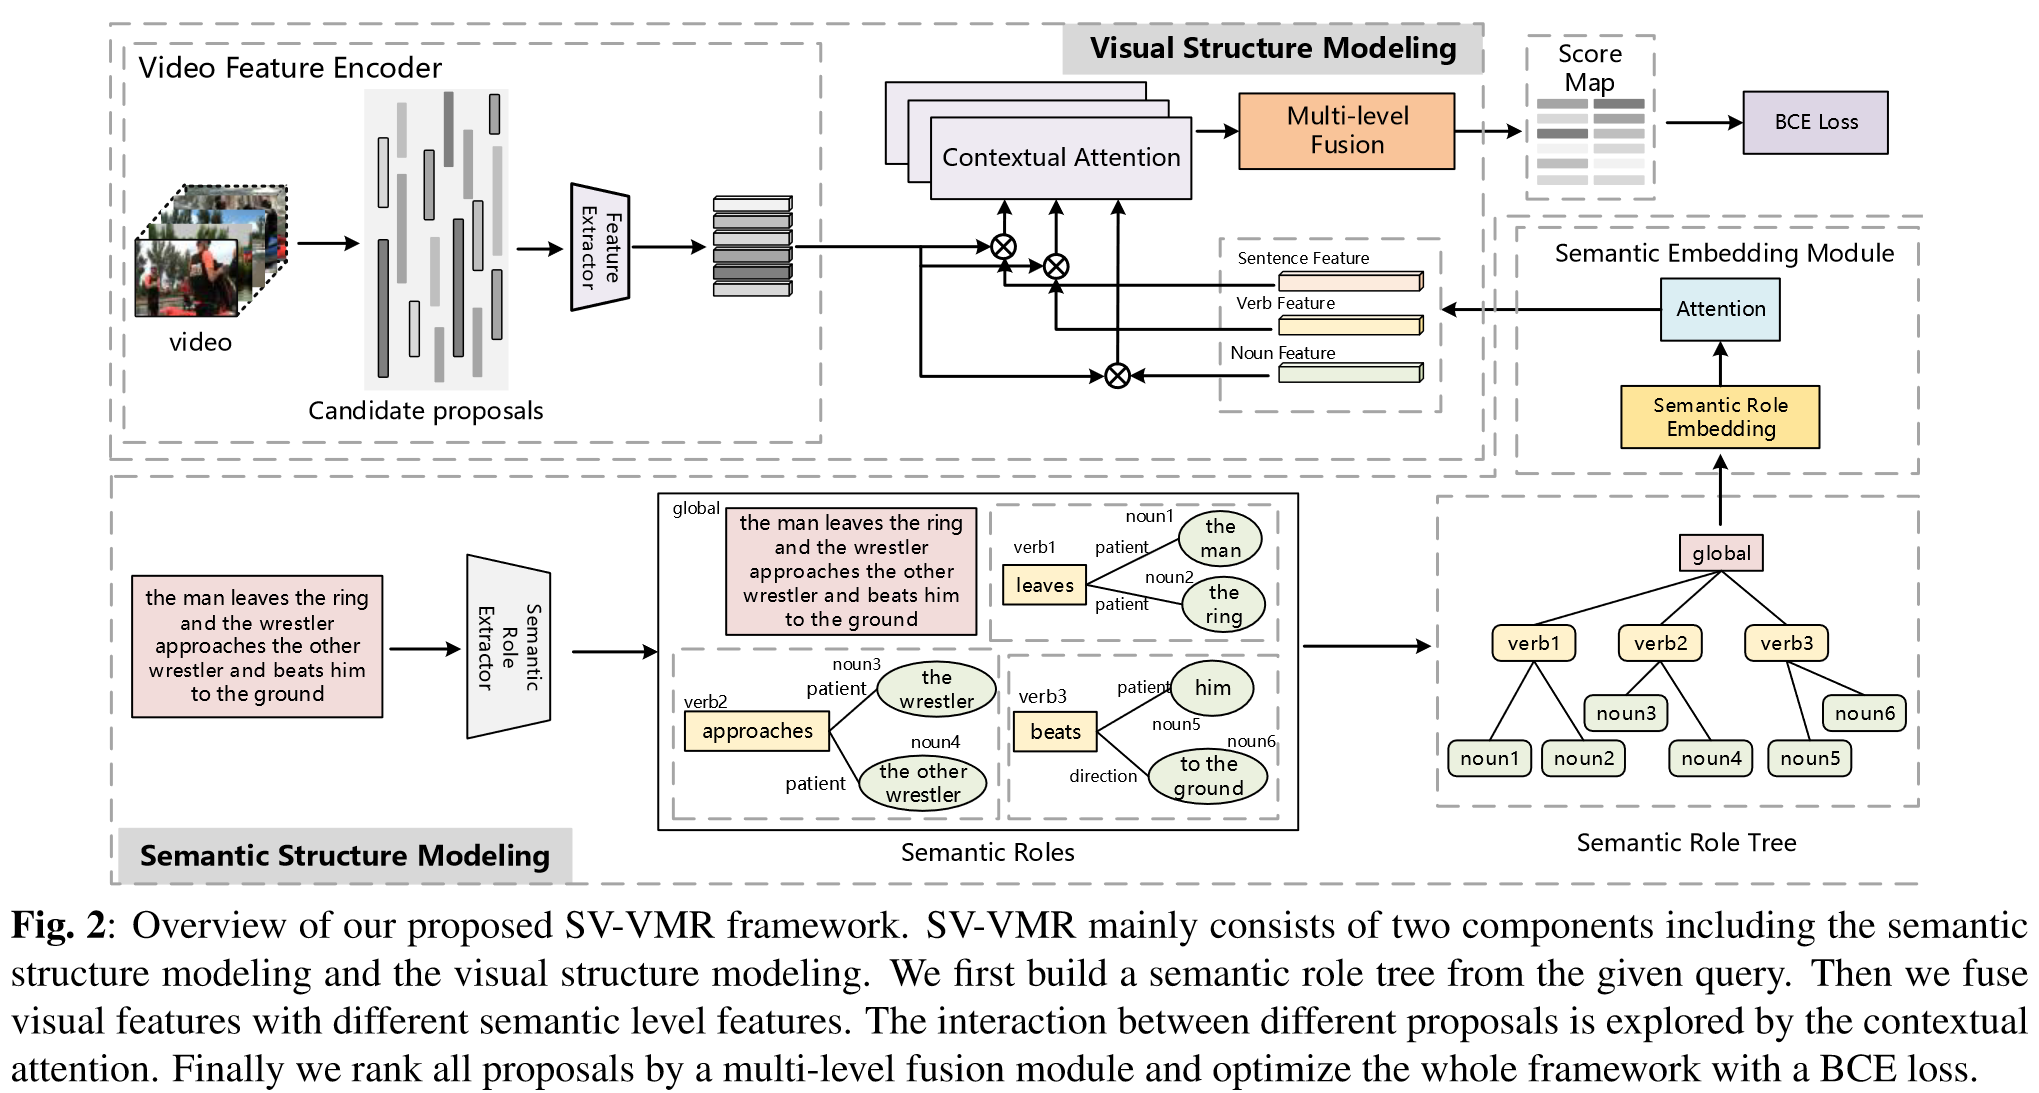 Visual Structure Modeling
Video Feature Encoder
video
Candidate proposals
Feature
Extractor
Contextual Attention
Multi-level
Fusion
Score
Map
BCE Loss
Sentence Feature
Verb Feature
Noun Feature
Semantic Embedding Module
Attention
Semantic Role
Embedding
the man leaves the ring
and the wrestler
approaches the other
wrestler and beats him
to the ground
Semantic
Role
Extractor
global
the man leaves the ring
and the wrestler
approaches the other
wrestler and beats him
to the ground
verb1
leaves
patient
noun1
the
man
patient
noun2
the
ring
verb2
approaches
noun3
patient
the
wrestler
noun4
patient
the other
wrestler
verb3
beats
patient
him
noun5
noun6
direction
to the
ground
Semantic Roles
global
verb1
verb2
verb3
noun3
noun6
noun1
noun2
noun4
noun5
Semantic Role Tree
Semantic Structure Modeling
Fig. 2: Overview of our proposed SV-VMR framework. SV-VMR mainly consists of two components including the semantic
structure modeling and the visual structure modeling. We first build a semantic role tree from the given query. Then we fuse
visual features with different semantic level features. The interaction between different proposals is explored by the contextual
attention. Finally we rank all proposals by a multi-level fusion module and optimize the whole framework with a BCE loss.